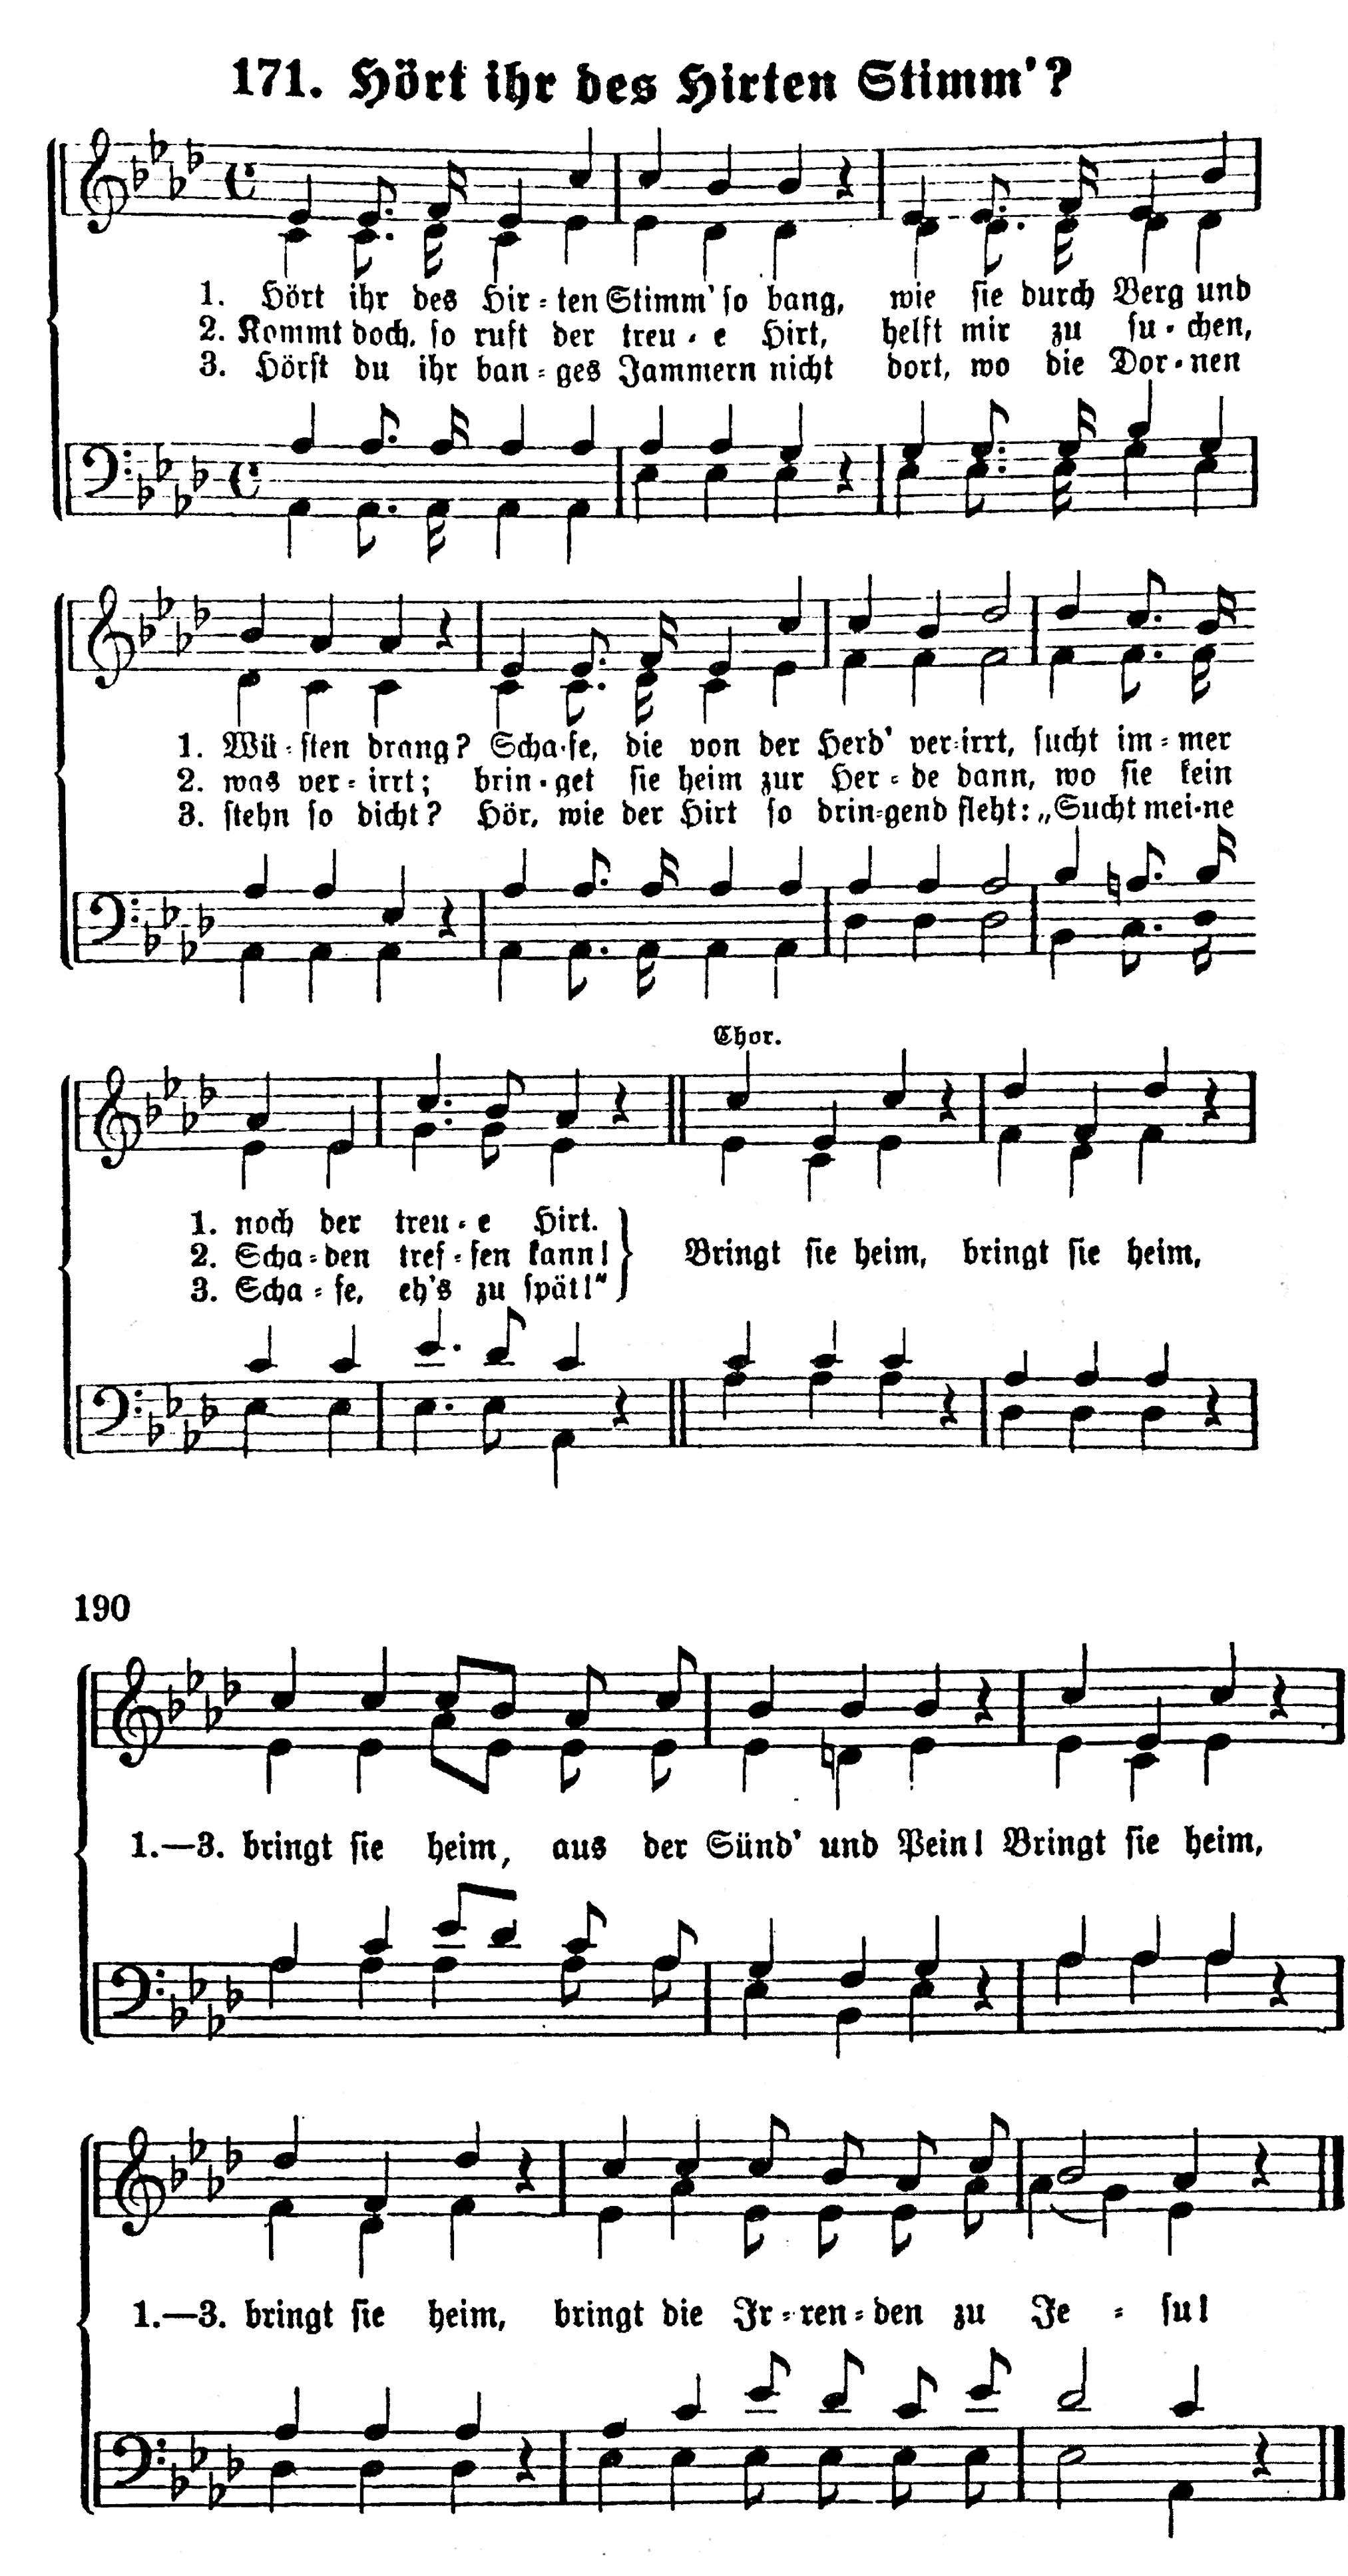 171. Hört ihr des Hirten Stimm'?
1. Hört ihr des Hir-ten Stimm' so bang, wie sie durch Berg und
2. Kommt doch, so ruft der treu-e Hirt, helft mir zu su-chen,
3. Hörst du ihr ban-ges Jammern nicht dort, wo die Dor-nen
1. Wü-sten drang? Scha-fe, die von der Herd' ver-irrt, sucht im-mer
2. was ver-irrt; brin-get sie heim zur Her-de dann, wo sie kein
3. stehn so dicht? Hör, wie der Hirt so drin-gend fleht: „Sucht mei-ne
Chor.
1. noch der treu-e Hirt.
2. Scha-den tref-fen kann! Bringt sie heim, bringt sie heim,
3. Scha-fe, eh's zu spät!"
190
1.—3. bringt sie heim, aus der Sünd' und Pein! Bringt sie heim,
1.—3. bringt sie heim, bringt die Ir-ren-den zu Je-su!